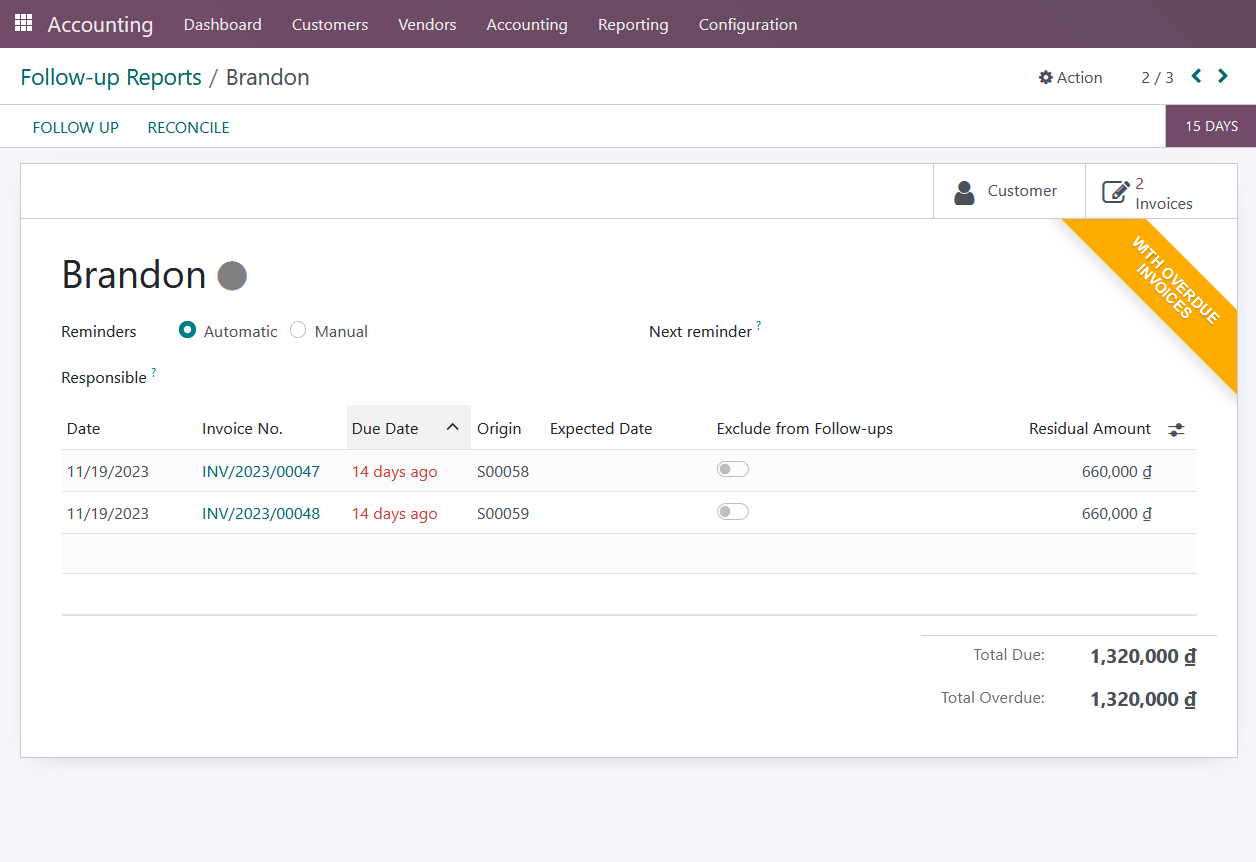 Accounting Dashboard Customers Vendors Accounting Reporting Configuration
Follow-up Reports / Brandon Action 2 / 3
FOLLOW UP RECONCILE 15 DAYS
Customer 2 Invoices
WITH OVERDUE
INVOICES
Brandon
Reminders Automatic Manual Next reminder ?
Responsible ?
Date Invoice No. Due Date Origin Expected Date Exclude from Follow-ups Residual Amount
11/19/2023 INV/2023/00047 14 days ago S00058 660,000 ₫
11/19/2023 INV/2023/00048 14 days ago S00059 660,000 ₫
Total Due: 1,320,000 ₫
Total Overdue: 1,320,000 ₫